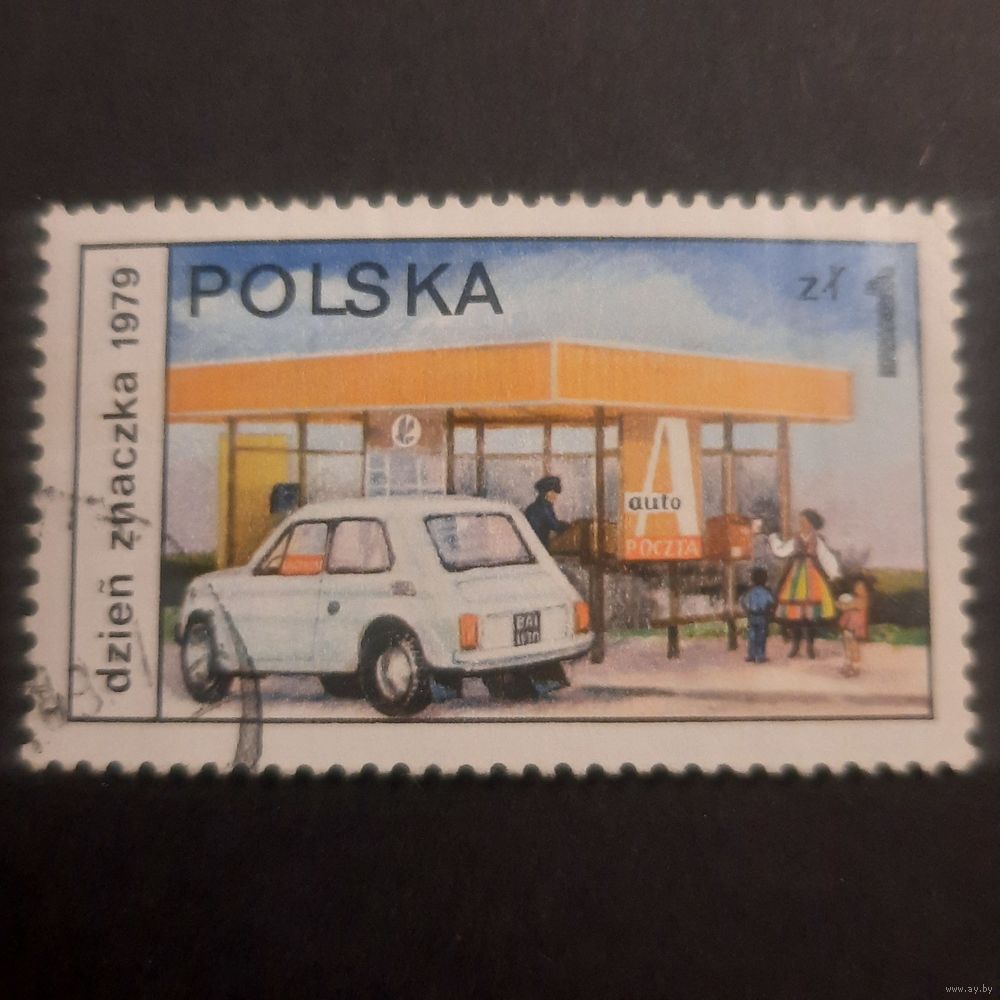 POLSKA
zł 1
dzień znaczka 1979
A
auto
POCZTA
www.ay.by